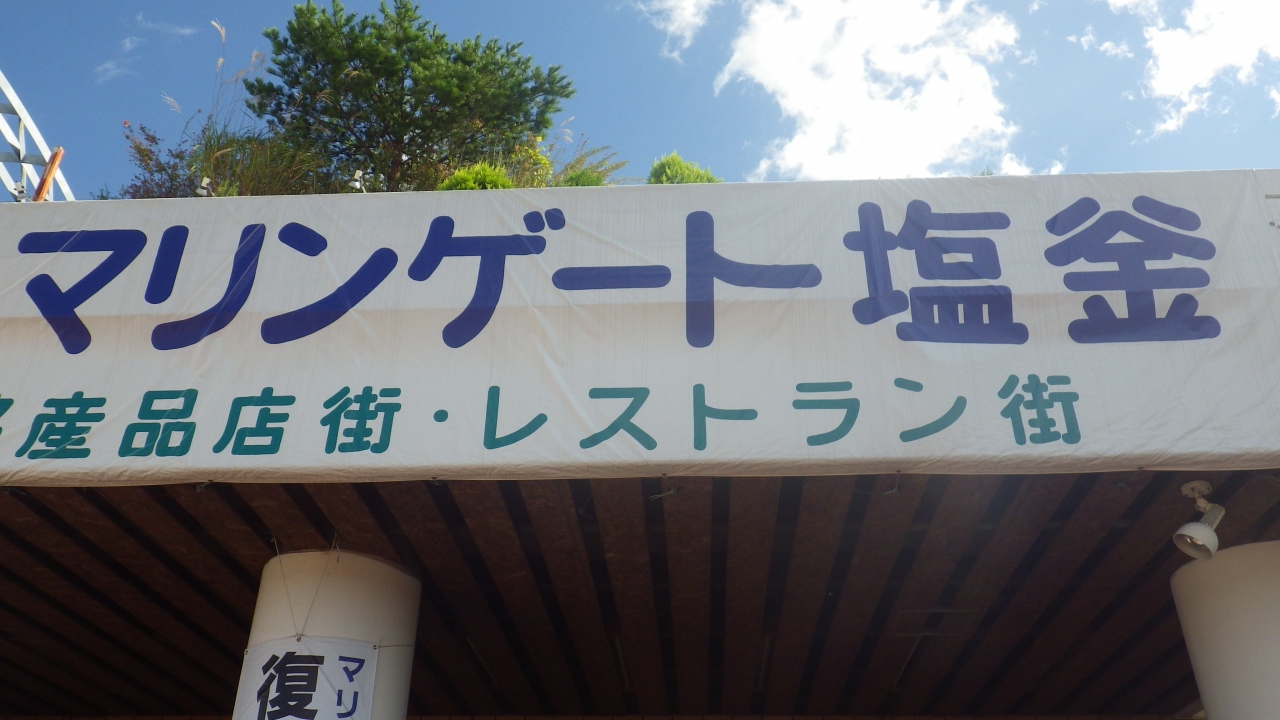 マリンゲート塩釜
産品店街・レストラン街
マリ
復